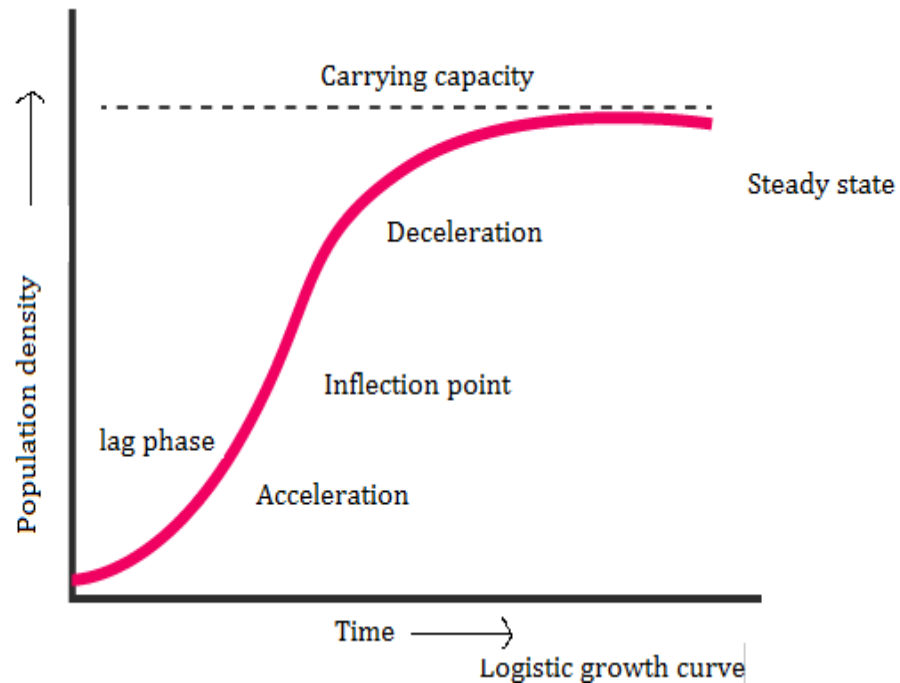 Carrying capacity
Steady state
Deceleration
Population density
Inflection point
lag phase
Acceleration
Time
Logistic growth curve